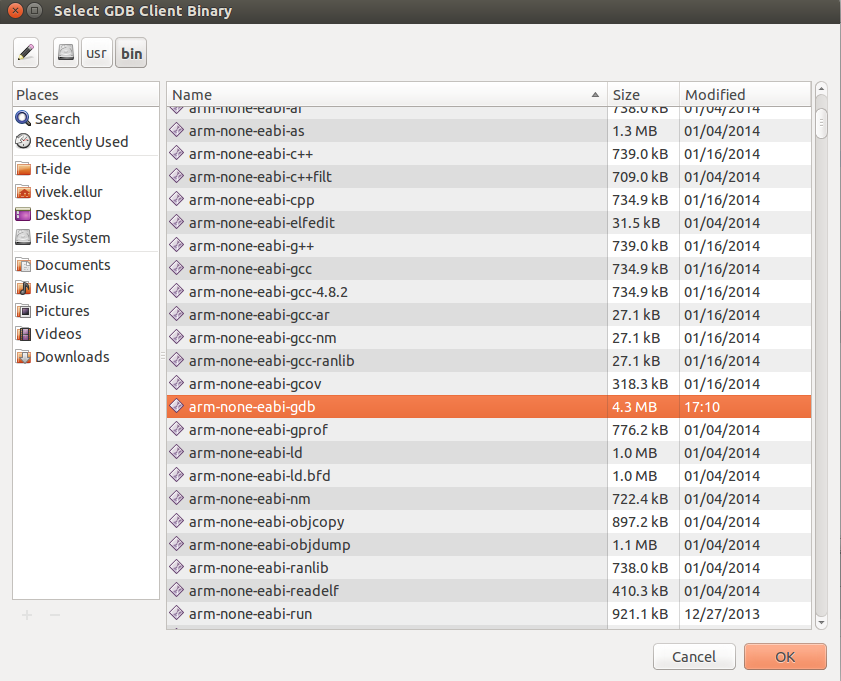 Select GDB Client Binary
usr bin
Places
Search
Recently Used
rt-ide
vivek.ellur
Desktop
File System
Documents
Music
Pictures
Videos
Downloads
Name Size Modified
arm-none-eabi-ar 738.0 kB 01/04/2014
arm-none-eabi-as 1.3 MB 01/04/2014
arm-none-eabi-c++ 739.0 kB 01/16/2014
arm-none-eabi-c++filt 709.0 kB 01/04/2014
arm-none-eabi-cpp 734.9 kB 01/16/2014
arm-none-eabi-elfedit 31.5 kB 01/04/2014
arm-none-eabi-g++ 739.0 kB 01/16/2014
arm-none-eabi-gcc 734.9 kB 01/16/2014
arm-none-eabi-gcc-4.8.2 734.9 kB 01/16/2014
arm-none-eabi-gcc-ar 27.1 kB 01/16/2014
arm-none-eabi-gcc-nm 27.1 kB 01/16/2014
arm-none-eabi-gcc-ranlib 27.1 kB 01/16/2014
arm-none-eabi-gcov 318.3 kB 01/16/2014
arm-none-eabi-gdb 4.3 MB 17:10
arm-none-eabi-gprof 776.2 kB 01/04/2014
arm-none-eabi-ld 1.0 MB 01/04/2014
arm-none-eabi-ld.bfd 1.0 MB 01/04/2014
arm-none-eabi-nm 722.4 kB 01/04/2014
arm-none-eabi-objcopy 897.2 kB 01/04/2014
arm-none-eabi-objdump 1.1 MB 01/04/2014
arm-none-eabi-ranlib 738.0 kB 01/04/2014
arm-none-eabi-readelf 410.3 kB 01/04/2014
arm-none-eabi-run 921.1 kB 12/27/2013
Cancel OK